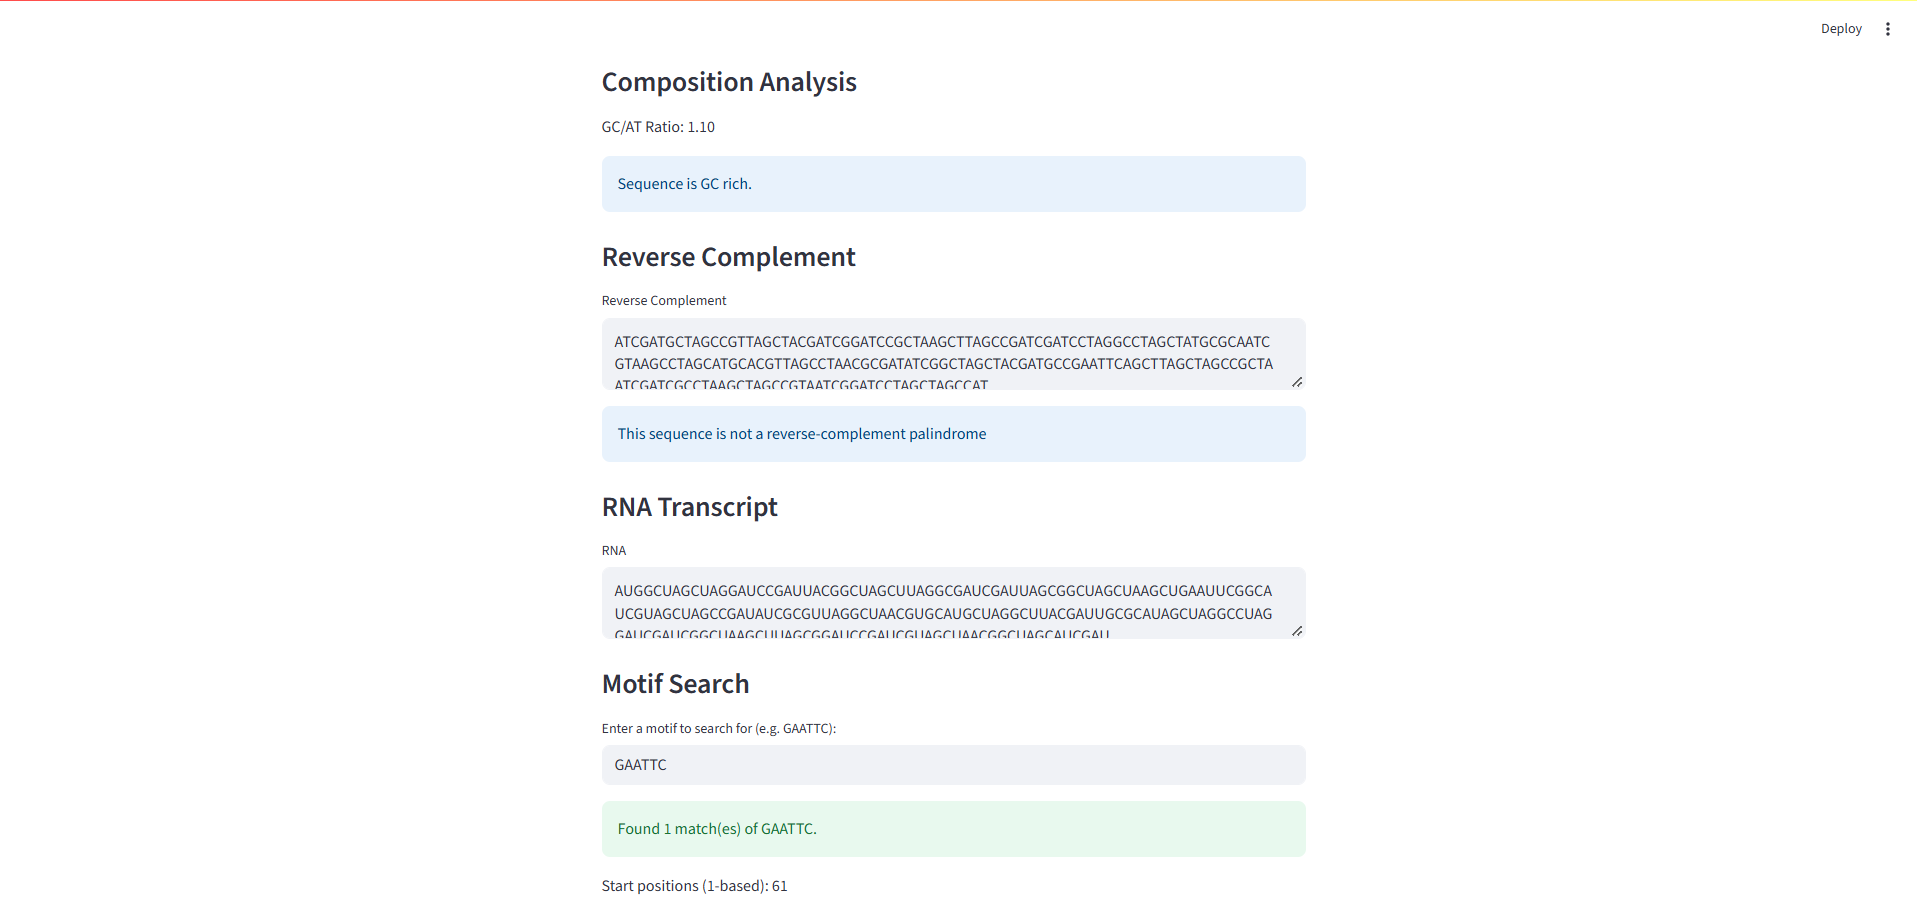 Deploy
Composition Analysis
GC/AT Ratio: 1.10
Sequence is GC rich.
Reverse Complement
Reverse Complement
ATCGATGCTAGCCGTTAGCTACGATCGGATCCGCTAAGCTTAGCCGATCGATCCTAGGCCTAGCTATGCGCAATC
GTAAGCCTAGCATGCACGTTAGCCTAACGCGATATCGGCTAGCTACGATGCCGAATTCAGCTTAGCTAGCCGCTA
ATCGATCGCCTAAGCTAGCCGTAATCGGATCCTAGCTAGCCAT
This sequence is not a reverse-complement palindrome
RNA Transcript
RNA
AUGGCUAGCUAGGAUCCGAUUACGGCUAGCUUAGGCGAUCGAUUAGCGGCUAGCUAAGCUGAAUUCGGCA
UCGUAGCUAGCCGAUAUCGCGUUAGGCUAACGUGCAUGCUAGGCUUACGAUUGCGCAUAGCUAGGCCUAG
GAUCGAUCGGCUAAGCUUAGCGGAUCCGAUCGUAGCUAACGGCUAGCAUCGAU
Motif Search
Enter a motif to search for (e.g. GAATTC):
GAATTC
Found 1 match(es) of GAATTC.
Start positions (1-based): 61